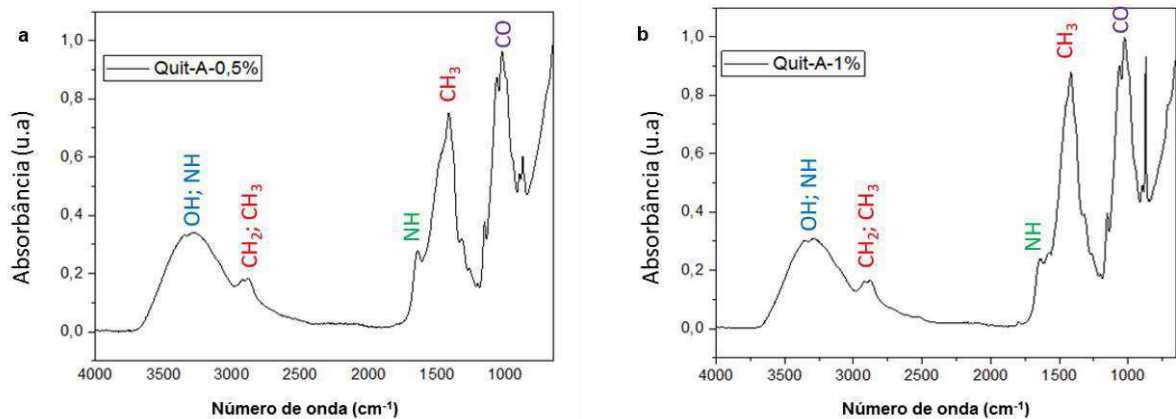 a
Quit-A-0,5%
Absorbância (u.a)
1,0
0,8
0,6
0,4
0,2
0,0
OH; NH
CH₂; CH₃
NH
CH₃
CO
4000 3500 3000 2500 2000 1500 1000
Número de onda (cm⁻¹)
b
Quit-A-1%
Absorbância (u.a)
1,0
0,8
0,6
0,4
0,2
0,0
OH; NH
CH₂; CH₃
NH
CH₃
CO
4000 3500 3000 2500 2000 1500 1000
Número de onda (cm⁻¹)